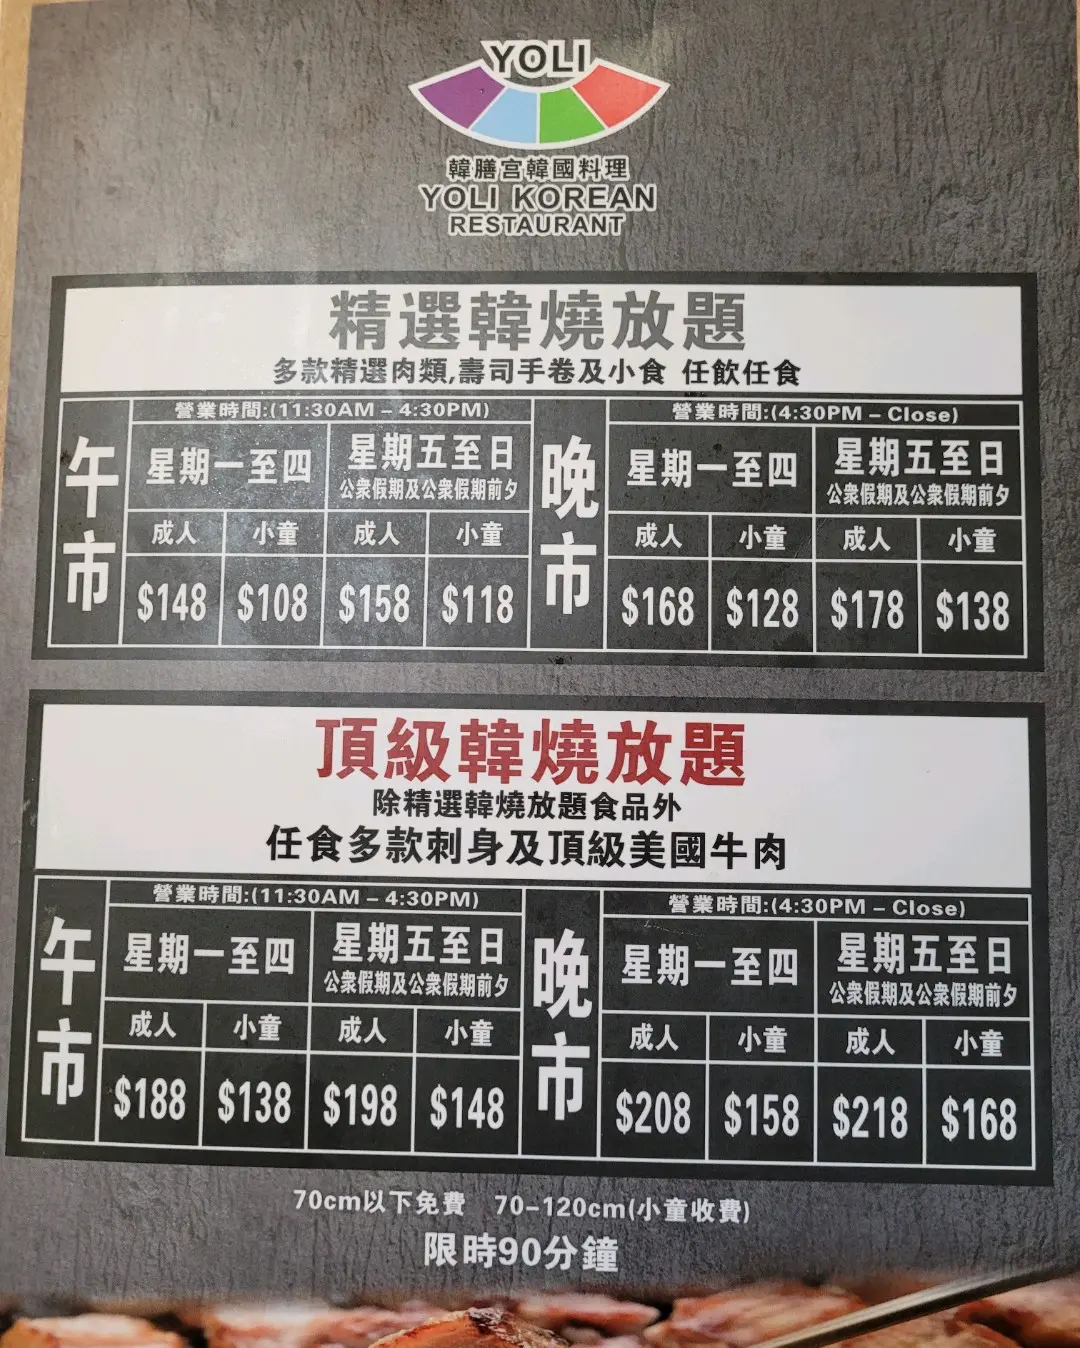 YOLI
韓膳宮韓國料理
YOLI KOREAN
RESTAURANT
精選韓燒放題
多款精選肉類,壽司手卷及小食 任飲任食
午市
營業時間:(11:30AM – 4:30PM)
星期一至四
星期五至日
公衆假期及公衆假期前夕
成人 小童 成人 小童
$148 $108 $158 $118
晚市
營業時間:(4:30PM – Close)
星期一至四
星期五至日
公衆假期及公衆假期前夕
成人 小童 成人 小童
$168 $128 $178 $138
頂級韓燒放題
除精選韓燒放題食品外
任食多款刺身及頂級美國牛肉
午市
營業時間:(11:30AM – 4:30PM)
星期一至四
星期五至日
公衆假期及公衆假期前夕
成人 小童 成人 小童
$188 $138 $198 $148
晚市
營業時間:(4:30PM – Close)
星期一至四
星期五至日
公衆假期及公衆假期前夕
成人 小童 成人 小童
$208 $158 $218 $168
70cm以下免費 70-120cm(小童收費)
限時90分鐘